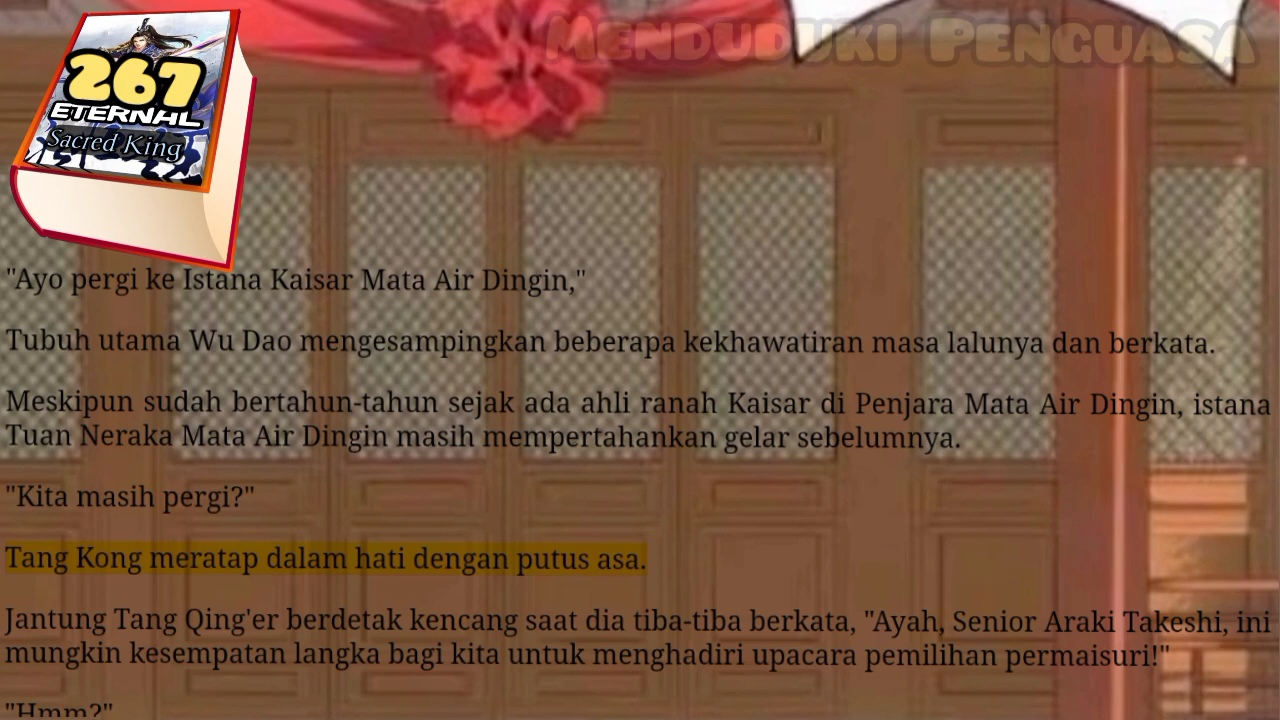 MENDUDUKI PENGUASA
267
ETERNAL
Sacred King
"Ayo pergi ke Istana Kaisar Mata Air Dingin,"
Tubuh utama Wu Dao mengesampingkan beberapa kekhawatiran masa lalunya dan berkata.
Meskipun sudah bertahun-tahun sejak ada ahli ranah Kaisar di Penjara Mata Air Dingin, istana
Tuan Neraka Mata Air Dingin masih mempertahankan gelar sebelumnya.
"Kita masih pergi?"
Tang Kong meratap dalam hati dengan putus asa.
Jantung Tang Qing'er berdetak kencang saat dia tiba-tiba berkata, "Ayah, Senior Araki Takeshi, ini
mungkin kesempatan langka bagi kita untuk menghadiri upacara pemilihan permaisuri!"
"Hmm?"